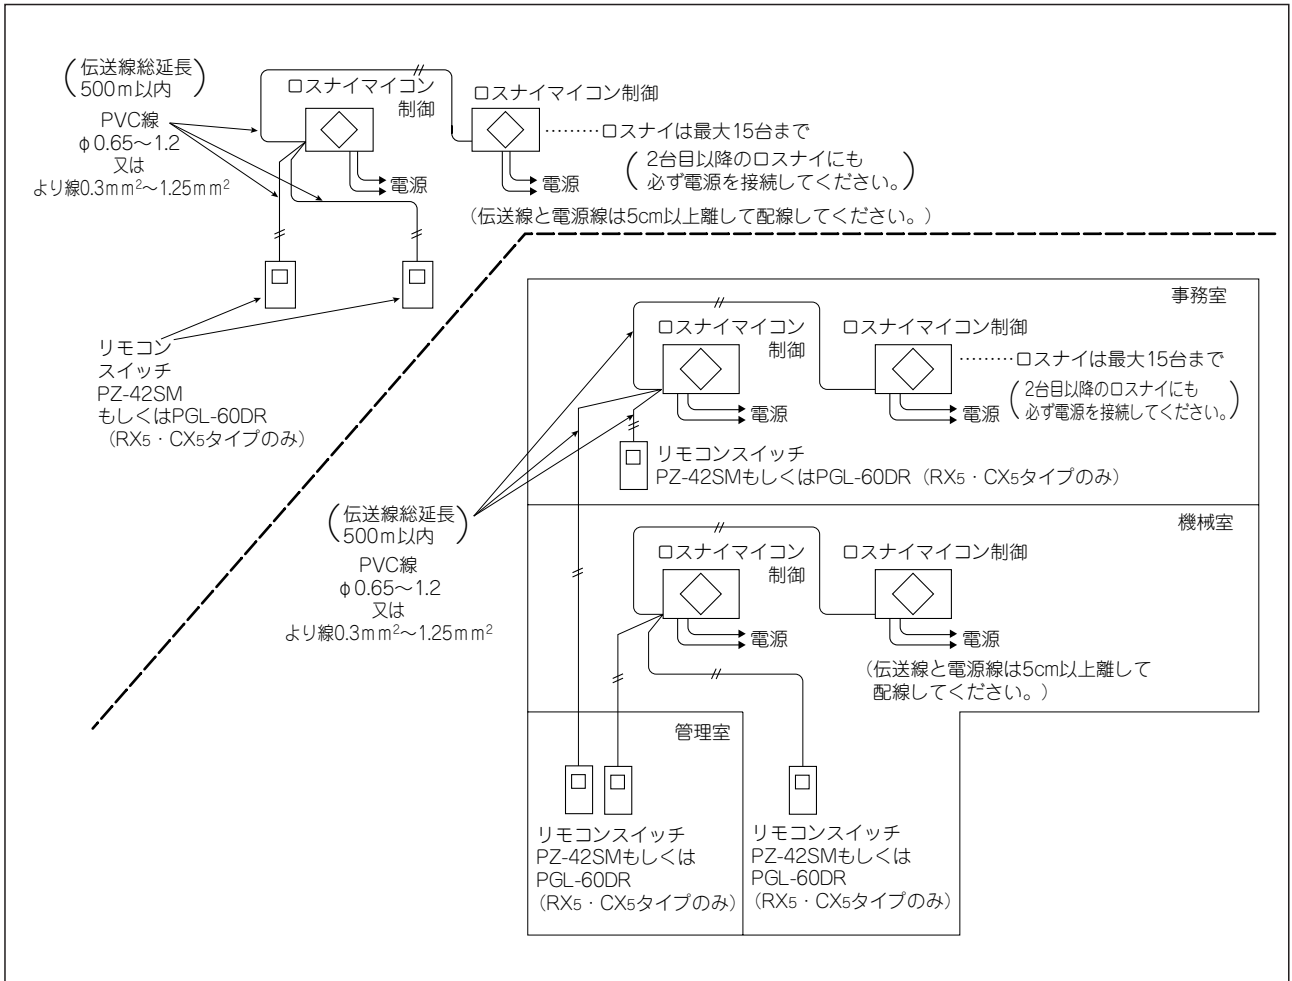 (伝送線総延長
500m以内)
PVC線
φ0.65～1.2
又は
より線0.3mm²～1.25mm²
ロスナイマイコン
制御
ロスナイマイコン制御
………ロスナイは最大15台まで
(2台目以降のロスナイにも
必ず電源を接続してください。)
電源
電源
(伝送線と電源線は5cm以上離して配線してください。)
リモコン
スイッチ
PZ-42SM
もしくはPGL-60DR
(RX5・CX5タイプのみ)
事務室
ロスナイマイコン
制御
ロスナイマイコン制御
………ロスナイは最大15台まで
(2台目以降のロスナイにも
必ず電源を接続してください。)
電源
電源
リモコンスイッチ
PZ-42SMもしくはPGL-60DR(RX5・CX5タイプのみ)
(伝送線総延長
500m以内)
PVC線
φ0.65～1.2
又は
より線0.3mm²～1.25mm²
機械室
ロスナイマイコン
制御
ロスナイマイコン制御
電源
電源
(伝送線と電源線は5cm以上離して
配線してください。)
管理室
リモコンスイッチ
PZ-42SMもしくは
PGL-60DR
(RX5・CX5タイプのみ)
リモコンスイッチ
PZ-42SMもしくは
PGL-60DR
(RX5・CX5タイプのみ)